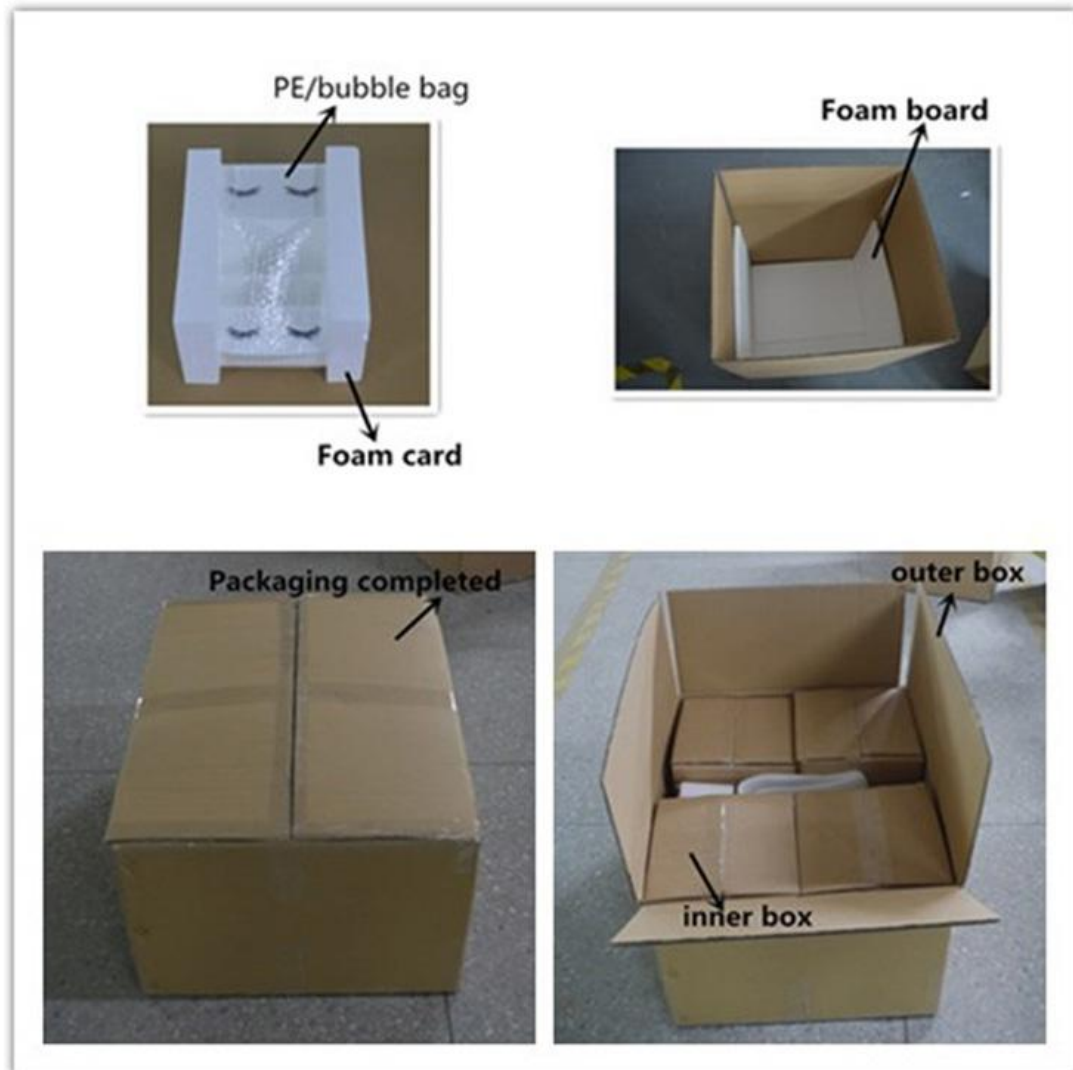 PE/bubble bag
Foam board
Foam card
Packaging completed
outer box
inner box